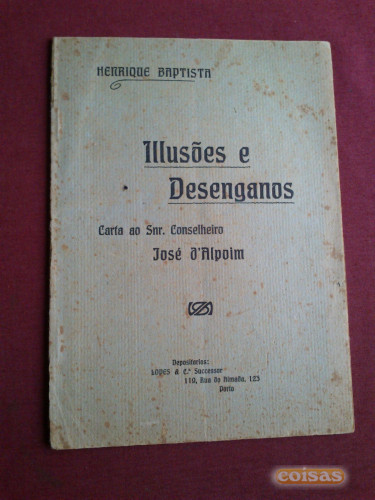 HENRIQUE BAPTISTA
Illusões e
Desenganos
Carta ao Snr. Conselheiro
José d'Alpoim
Depositarios:
LOPES & C.ª Successor
119, Rua do Almada, 123
Porto
coisas